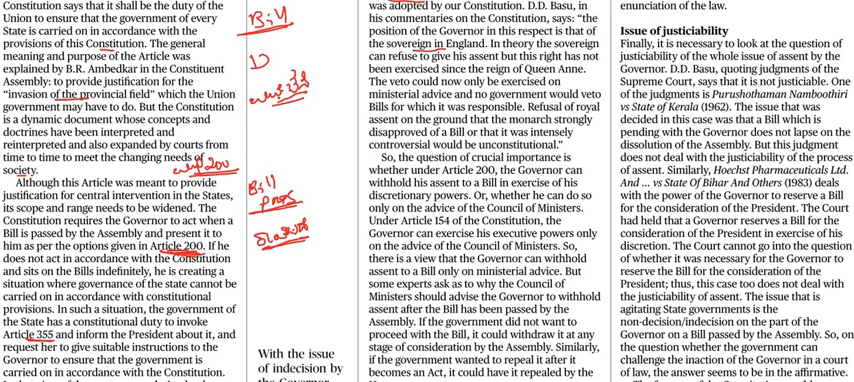 Constitution says that it shall be the duty of the
Union to ensure that the government of every
State is carried on in accordance with the
provisions of this Constitution. The general
meaning and purpose of the Article was
explained by B.R. Ambedkar in the Constituent
Assembly: to provide justification for the
“invasion of the provincial field” which the Union
government may have to do. But the Constitution
is a dynamic document whose concepts and
doctrines have been interpreted and
reinterpreted and also expanded by courts from
time to time to meet the changing needs of
society.
Although this Article was meant to provide
justification for central intervention in the States,
its scope and range needs to be widened. The
Constitution requires the Governor to act when a
Bill is passed by the Assembly and present it to
him as per the options given in Article 200. If he
does not act in accordance with the Constitution
and sits on the Bills indefinitely, he is creating a
situation where governance of the state cannot be
carried on in accordance with constitutional
provisions. In such a situation, the government of
the State has a constitutional duty to invoke
Article 355 and inform the President about it, and
request her to give suitable instructions to the
Governor to ensure that the government is
carried on in accordance with the Constitution.
Bill
200
Bill
With the issue
of indecision by
the Governor
was adopted by our Constitution. D.D. Basu, in
his commentaries on the Constitution, says: “the
position of the Governor in this respect is that of
the sovereign in England. In theory the sovereign
can refuse to give his assent but this right has not
been exercised since the reign of Queen Anne.
The veto could now only be exercised on
ministerial advice and no government would veto
Bills for which it was responsible. Refusal of royal
assent on the ground that the monarch strongly
disapproved of a Bill or that it was intensely
controversial would be unconstitutional.”
So, the question of crucial importance is
whether under Article 200, the Governor can
withhold his assent to a Bill in exercise of his
discretionary powers. Or, whether he can do so
only on the advice of the Council of Ministers.
Under Article 154 of the Constitution, the
Governor can exercise his executive powers only
on the advice of the Council of Ministers. So,
there is a view that the Governor can withhold
assent to a Bill only on ministerial advice. But
some experts ask as to why the Council of
Ministers should advise the Governor to withhold
assent after the Bill has been passed by the
Assembly. If the government did not want to
proceed with the Bill, it could withdraw it at any
stage of consideration by the Assembly. Similarly,
if the government wanted to repeal it after it
becomes an Act, it could have it repealed by the
enunciation of the law.
Issue of justiciability
Finally, it is necessary to look at the question of
justiciability of the whole issue of assent by the
Governor. D.D. Basu, quoting judgments of the
Supreme Court, says that it is not justiciable. One
of the judgments is Purushothaman Namboothiri
vs State of Kerala (1962). The issue that was
decided in this case was that a Bill which is
pending with the Governor does not lapse on the
dissolution of the Assembly. But this judgment
does not deal with the justiciability of the process
of assent. Similarly, Hoechst Pharmaceuticals Ltd.
And ... vs State Of Bihar And Others (1983) deals
with the power of the Governor to reserve a Bill
for the consideration of the President. The Court
had held that Governor reserves a Bill for the
consideration of the President in exercise of his
discretion. The Court cannot go into the question
of whether it was necessary for the Governor to
reserve the Bill for the consideration of the
President; thus, this case too does not deal with
the justiciability of assent. The issue that is
agitating State governments is the
non-decision/indecision on the part of the
Governor on a Bill passed by the Assembly. So, on
the question whether the government can
challenge the inaction of the Governor in a court
of law, the answer seems to be in the affirmative.